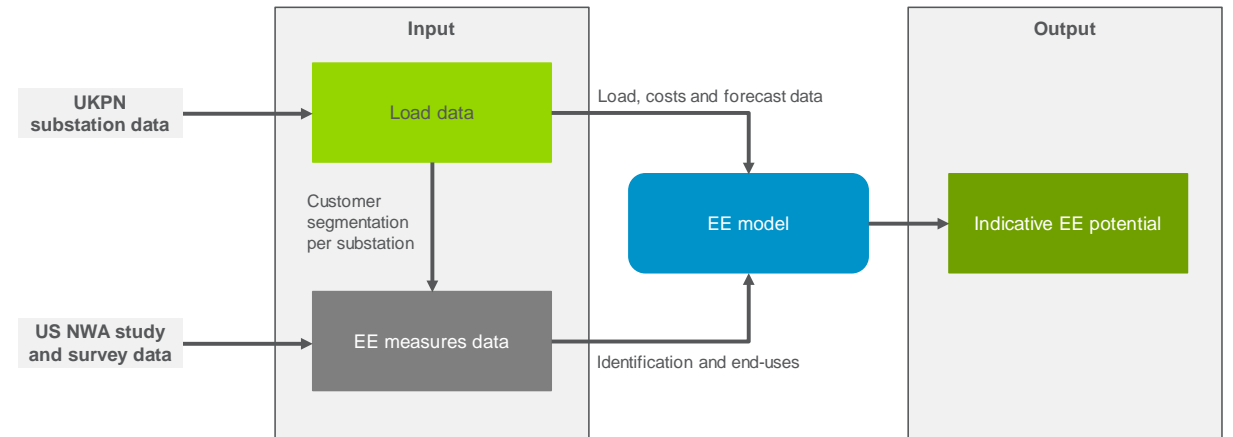 Input
Output
UKPN
substation data
Load data
Load, costs and forecast data
Customer
segmentation
per substation
EE model
Indicative EE potential
US NWA study
and survey data
EE measures data
Identification and end-uses